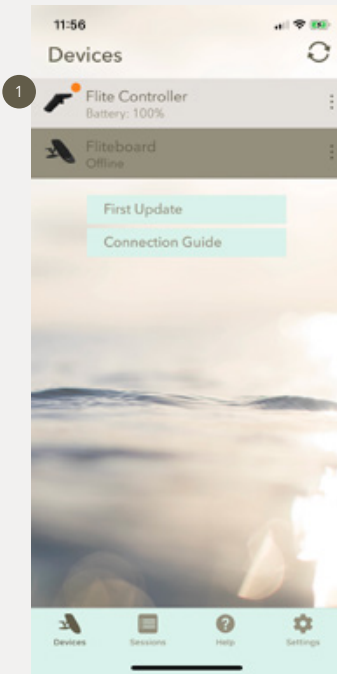 11:56
Devices
1
Flite Controller
Battery: 100%
Fliteboard
Offline
First Update
Connection Guide
Devices
Sessions
Help
Settings